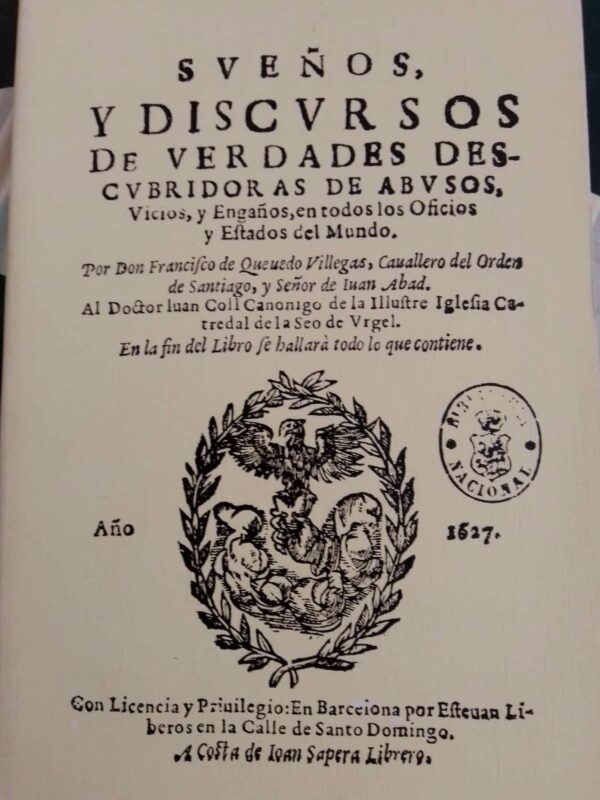 SVEÑOS,
Y DISCVRSOS
DE VERDADES DES-
CVBRIDORAS DE ABVSOS,
Vicios, y Engaños, en todos los Oficios
y Eſtados del Mundo.
Por Don Franciſco de Queuedo Villegas, Cauallero del Orden
de Santiago, y Señor de Iuan Abad.
Al Doctor Iuan Coll Canonigo de la Illuſtre Igleſia Ca-
tredal de la Seo de Vrgel.
En la fin del Libro ſe hallarà todo lo que contiene.
BIBLIOTECA
NACIONAL
Año 1627.
Con Licencia y Priuilegio: En Barcelona por Eſteuan Li-
beros en la Calle de Santo Domingo.
A Coſta de Ioan Sapera Librero.